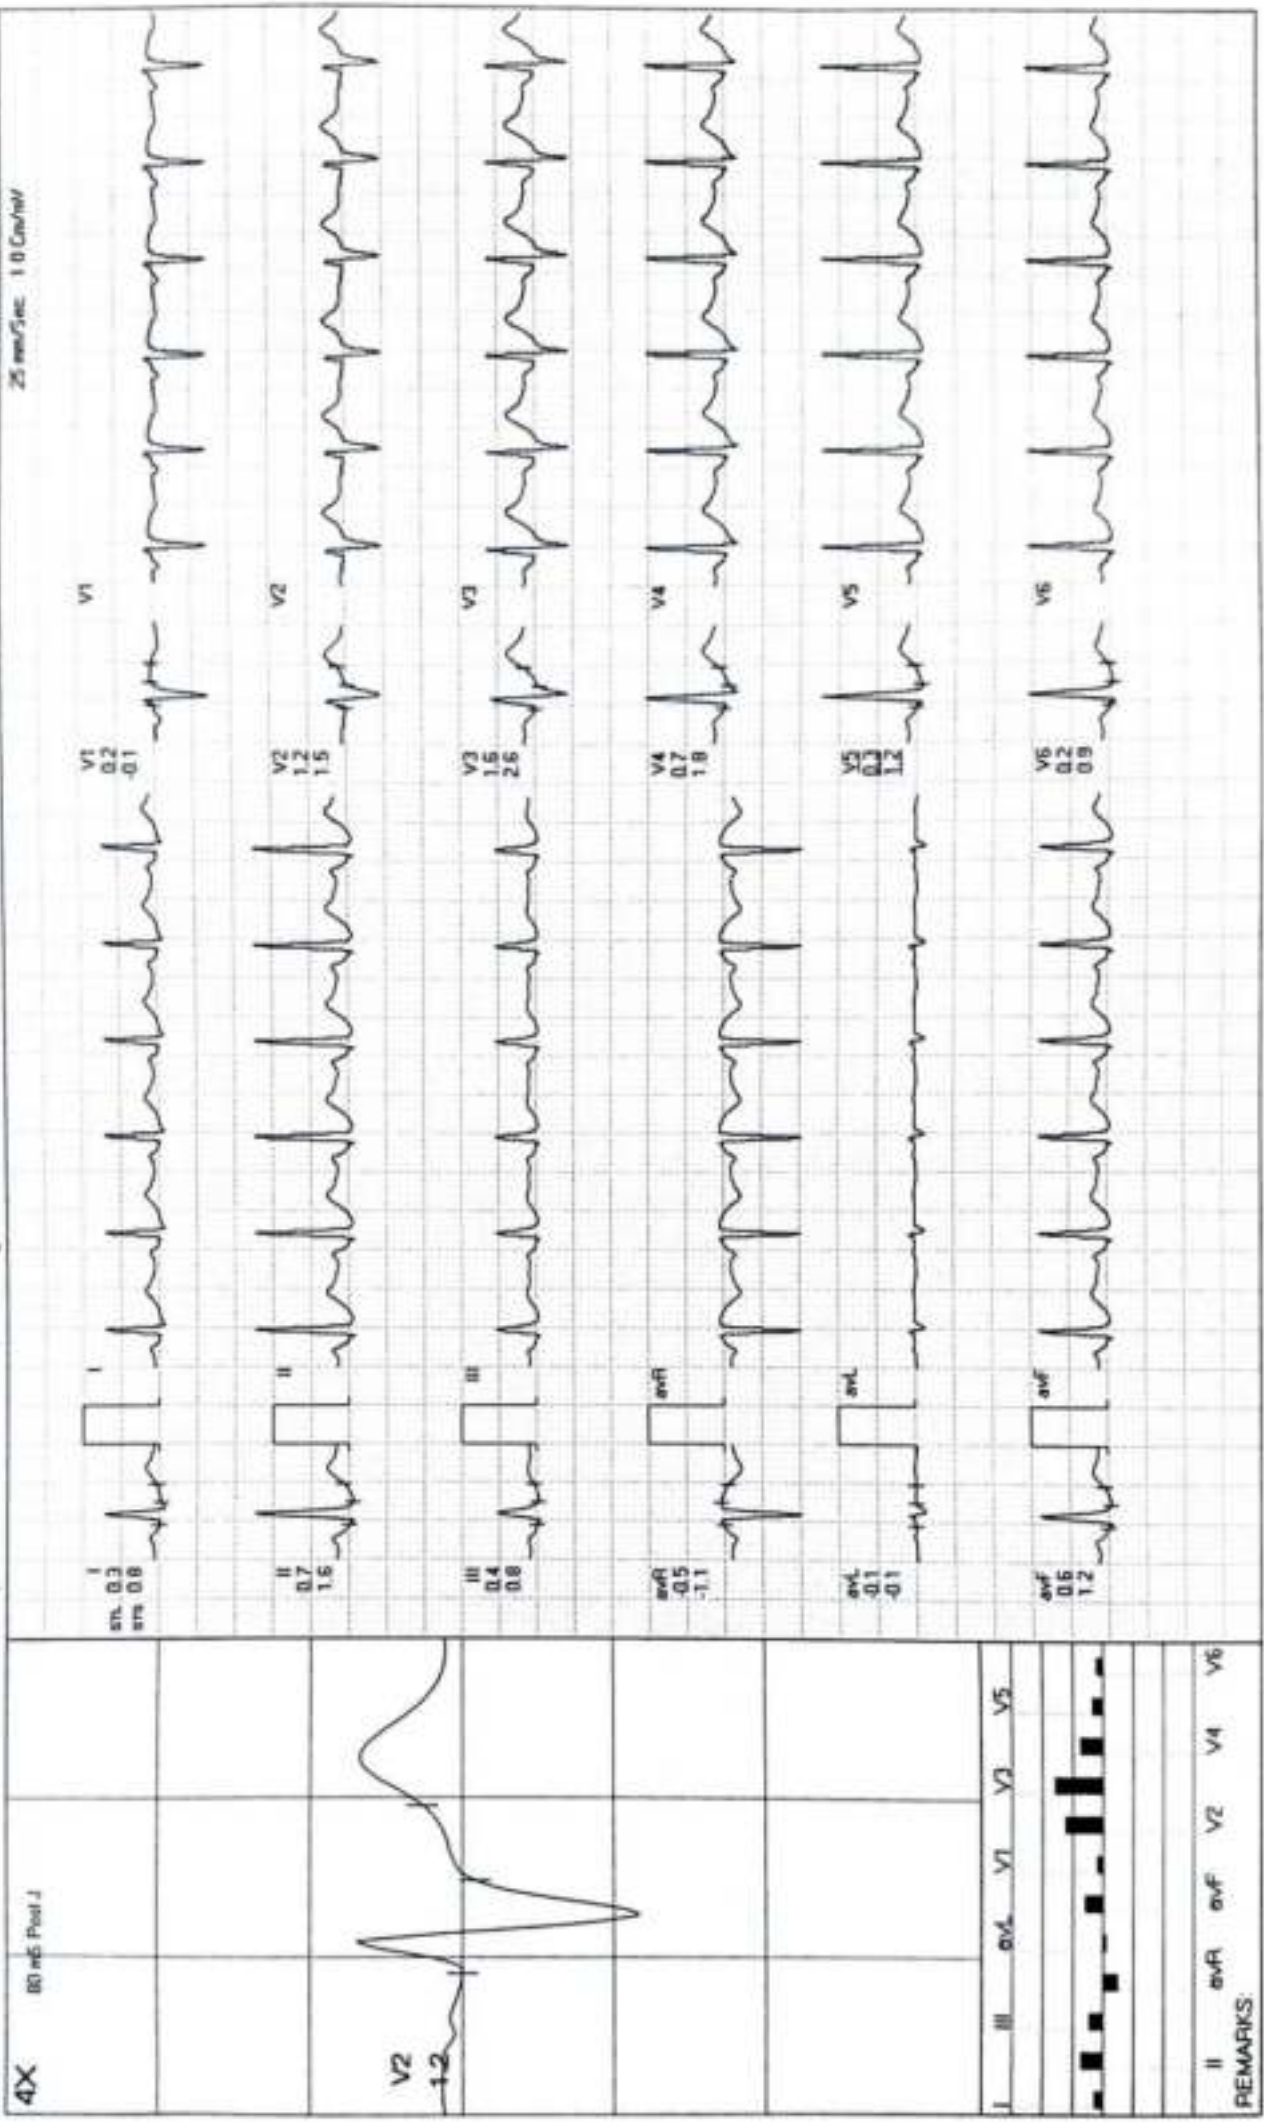 4X
80 mS Post J
25 mm/Sec 1.0 Cm/mV
V2
1.2
I
STL 0.3
STS 0.8
I
V1
0.2
-0.1
V1
II
0.7
1.6
II
V2
1.2
1.5
V2
III
0.4
0.8
III
V3
1.6
2.6
V3
avR
-0.5
-1.1
avR
V4
0.7
1.8
V4
avL
-0.1
-0.1
avL
V5
0.3
1.2
V5
avF
0.6
1.2
avF
V6
0.2
0.9
V6
I III avL V1 V3 V5
II avR avF V2 V4 V6
REMARKS: